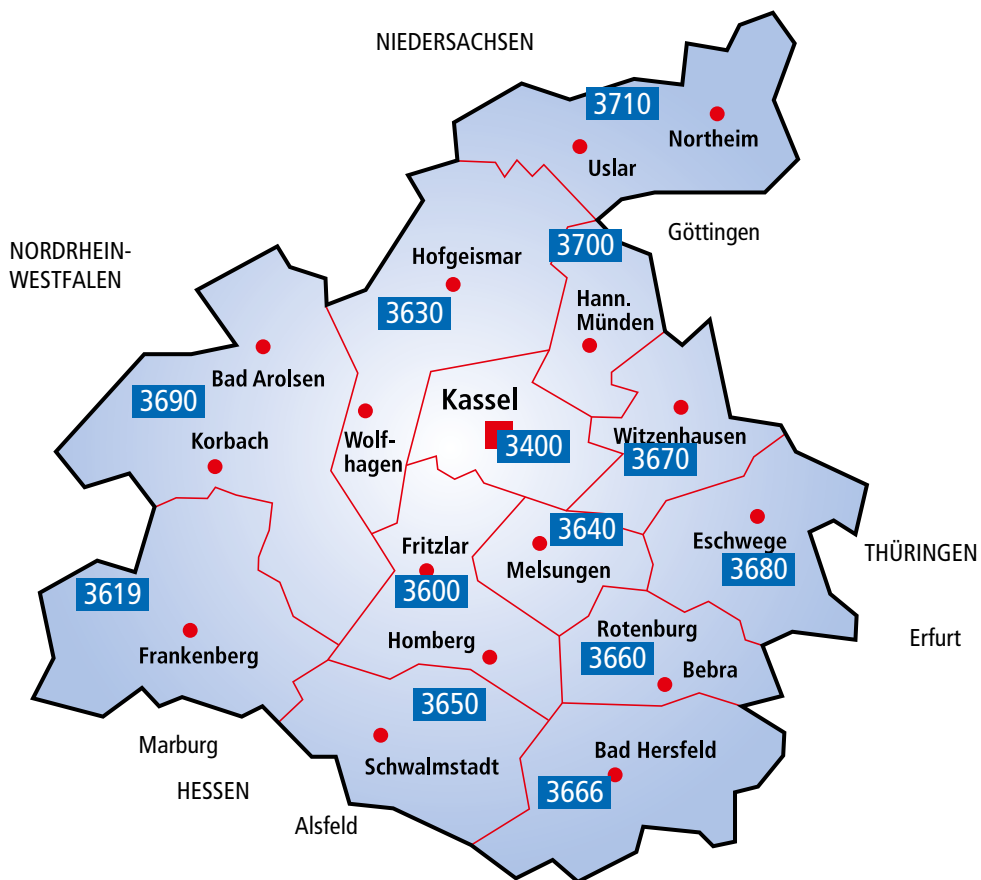 NIEDERSACHSEN
3710
Northeim
Uslar
Göttingen
NORDRHEIN-
WESTFALEN
3700
Hofgeismar
Hann.
Münden
3630
Bad Arolsen
3690
Kassel
Korbach
Wolf-
hagen
3400
Witzenhausen
3670
3640
Fritzlar
Eschwege
THÜRINGEN
Melsungen
3680
3619
3600
Rotenburg
Erfurt
Homberg
Frankenberg
3660
Bebra
3650
Marburg
Bad Hersfeld
Schwalmstadt
HESSEN
3666
Alsfeld